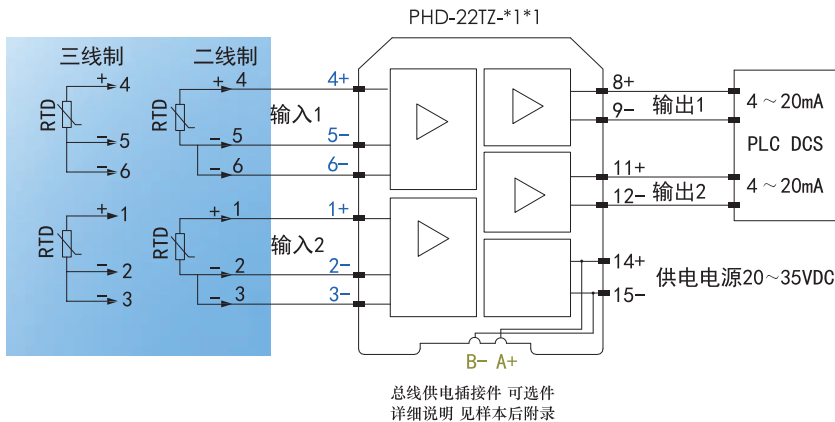 PHD-22TZ-*1*1
三线制
二线制
RTD
+ 4
− 5
− 6
RTD
+ 4
− 5
− 6
输入1
4+
5−
6−
RTD
+ 1
− 2
− 3
RTD
+ 1
− 2
− 3
输入2
1+
2−
3−
8+
9−
输出1
11+
12−
输出2
4～20mA
PLC DCS
4～20mA
14+
15−
供电电源20～35VDC
B− A+
总线供电插接件 可选件
详细说明 见样本后附录